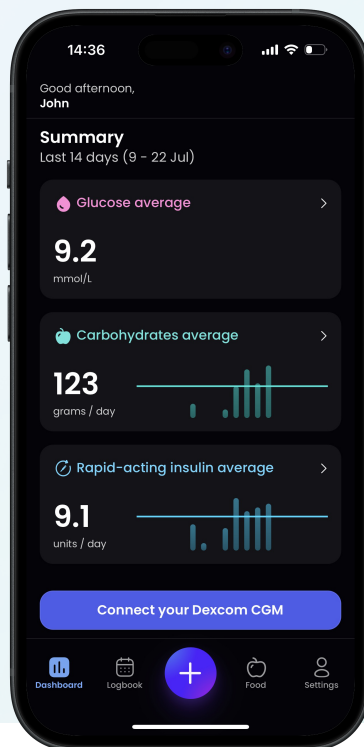 14:36
Good afternoon,
John
Summary
Last 14 days (9 - 22 Jul)
Glucose average
9.2
mmol/L
Carbohydrates average
123
grams / day
Rapid-acting insulin average
9.1
units / day
Connect your Dexcom CGM
Dashboard
Logbook
Food
Settings